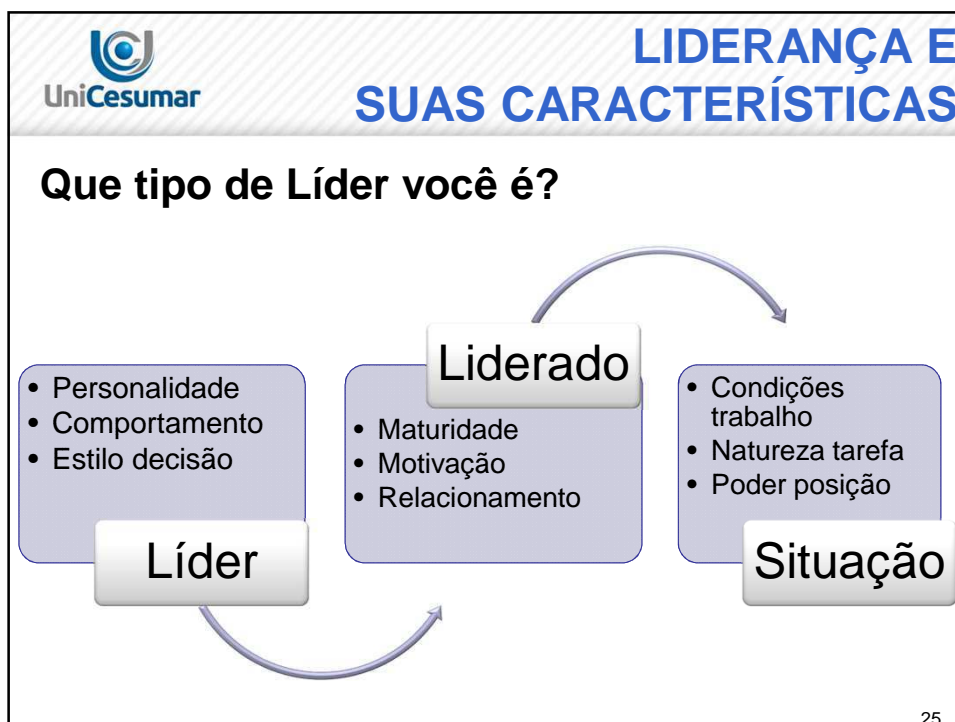 UniCesumar
LIDERANÇA E
SUAS CARACTERÍSTICAS
Que tipo de Líder você é?
• Personalidade
• Comportamento
• Estilo decisão
Líder
Liderado
• Maturidade
• Motivação
• Relacionamento
• Condições
trabalho
• Natureza tarefa
• Poder posição
Situação
25